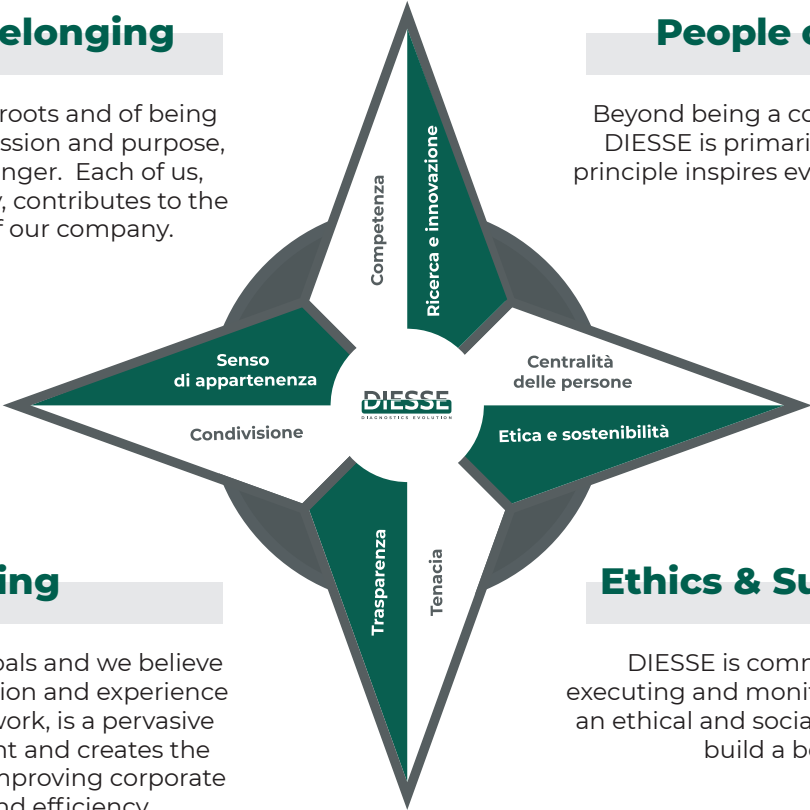 elonging
roots and of being
ssion and purpose,
nger. Each of us,
, contributes to the
f our company.
People
Beyond being a co
DIESSE is primari
principle inspires ev
Competenza
Ricerca e innovazione
Senso
di appartenenza
Condivisione
Centralità
delle persone
Etica e sostenibilità
DIESSE
DIAGNOSTICS EVOLUTION
Trasparenza
Tenacia
ing
oals and we believe
ion and experience
work, is a pervasive
nt and creates the
mproving corporate
nd efficiency
Ethics & Su
DIESSE is comm
executing and monit
an ethical and socia
build a be